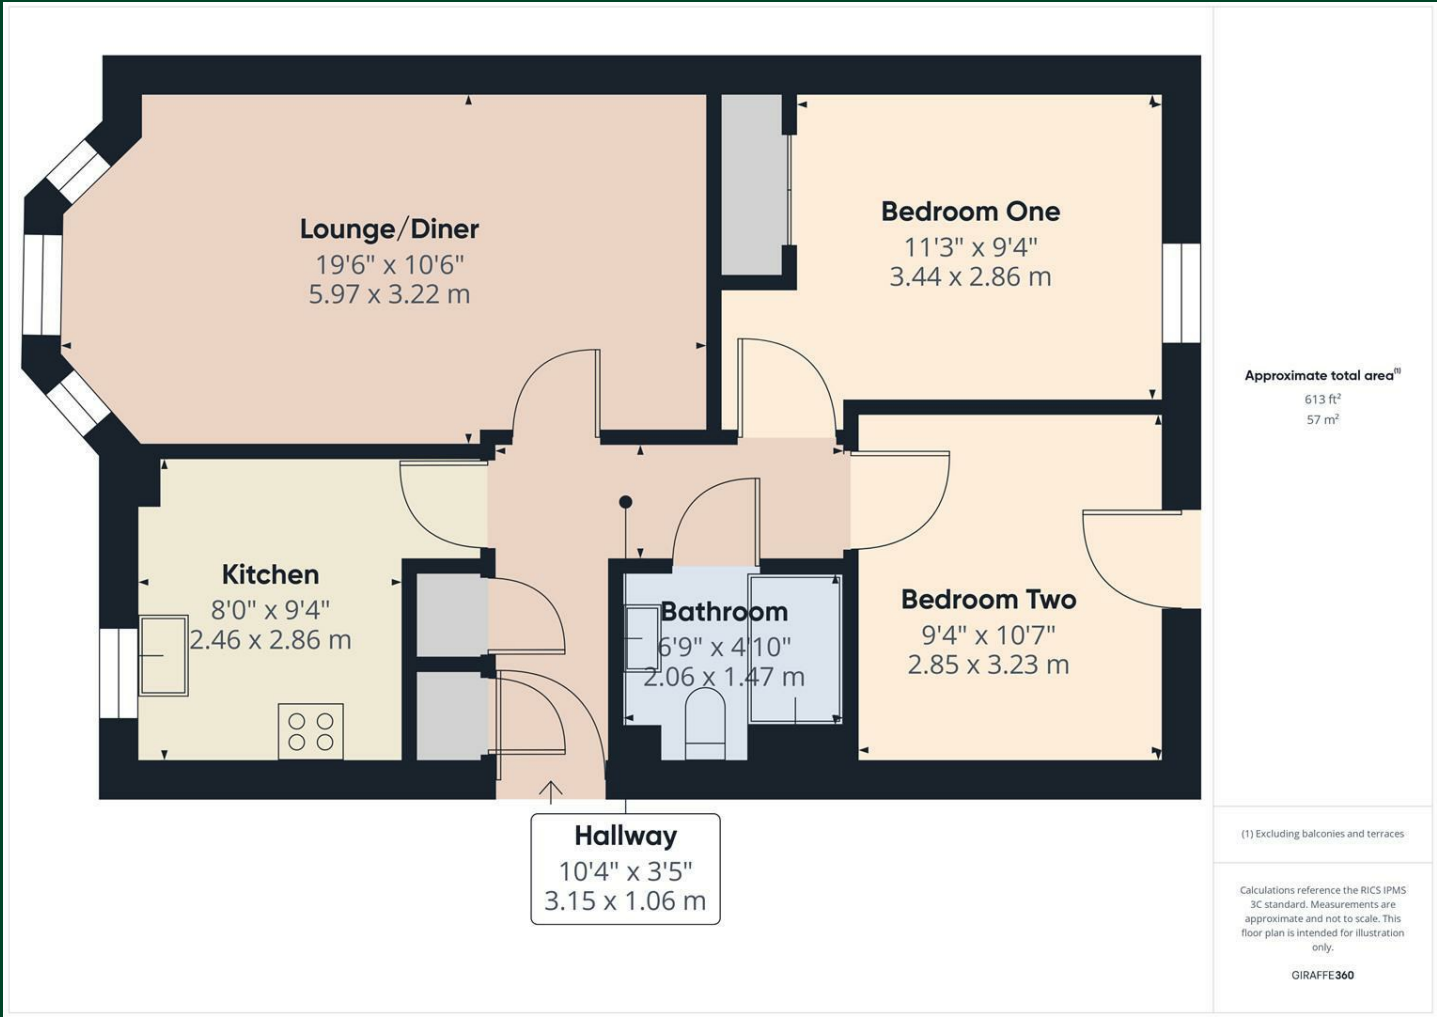 Lounge/Diner
19'6" x 10'6"
5.97 x 3.22 m
Bedroom One
11'3" x 9'4"
3.44 x 2.86 m
Kitchen
8'0" x 9'4"
2.46 x 2.86 m
Bathroom
6'9" x 4'10"
2.06 x 1.47 m
Bedroom Two
9'4" x 10'7"
2.85 x 3.23 m
Hallway
10'4" x 3'5"
3.15 x 1.06 m
Approximate total area(1)
613 ft²
57 m²
(1) Excluding balconies and terraces
Calculations reference the RICS IPMS
3C standard. Measurements are
approximate and not to scale. This
floor plan is intended for illustration
only.
GIRAFFE360